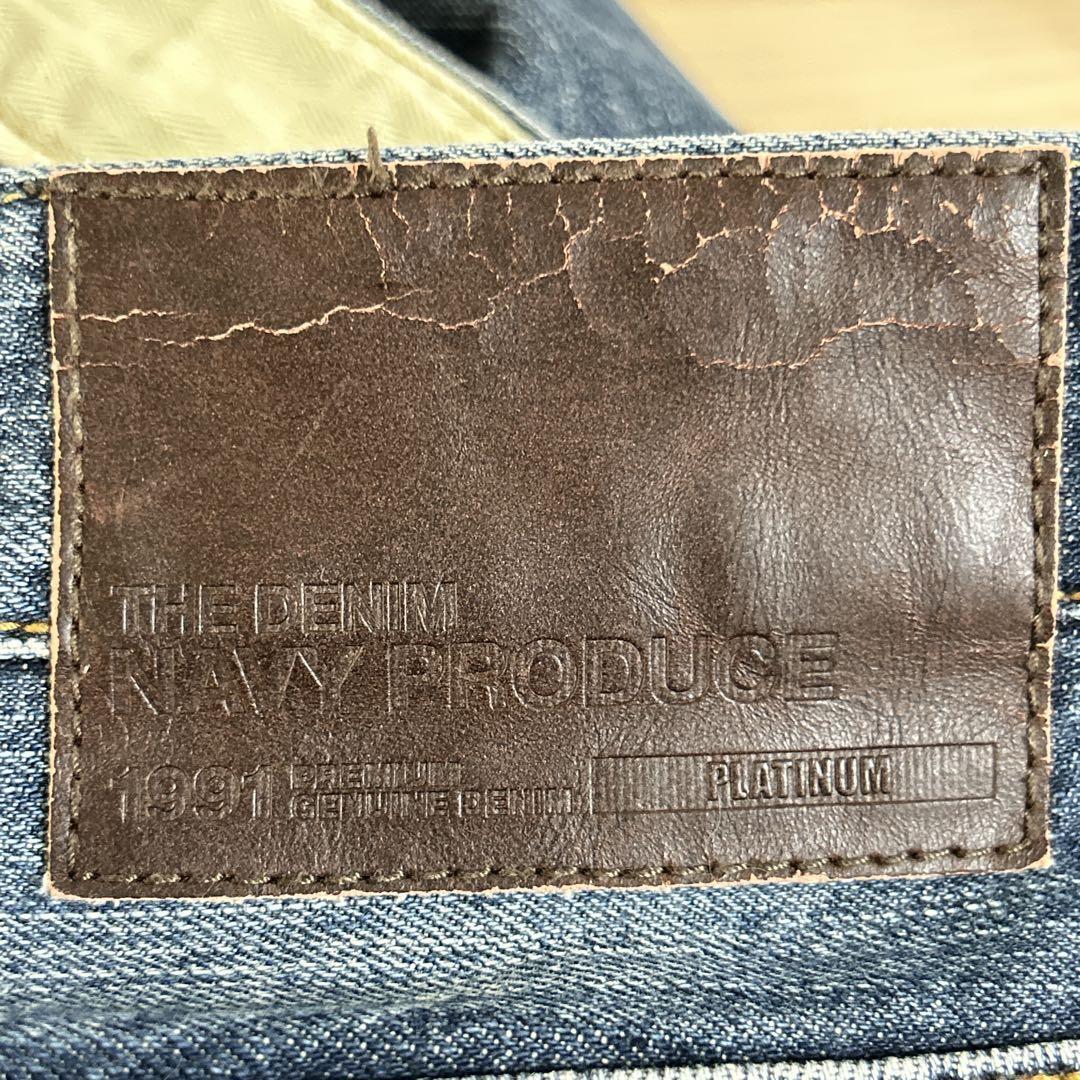 THE DENIM
NAVY PRODUCE
1991 PREMIUM
GENUINE DENIM
PLATINUM